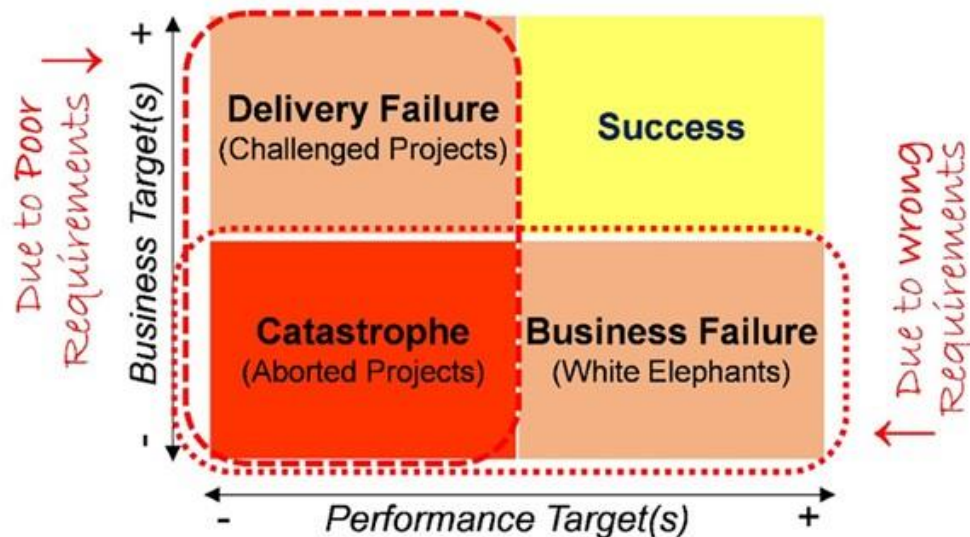 Due to Poor
Requirements
+
Business Target(s)
-
Delivery Failure
(Challenged Projects)
Success
Catastrophe
(Aborted Projects)
Business Failure
(White Elephants)
Due to wrong
Requirements
-
Performance Target(s)
+